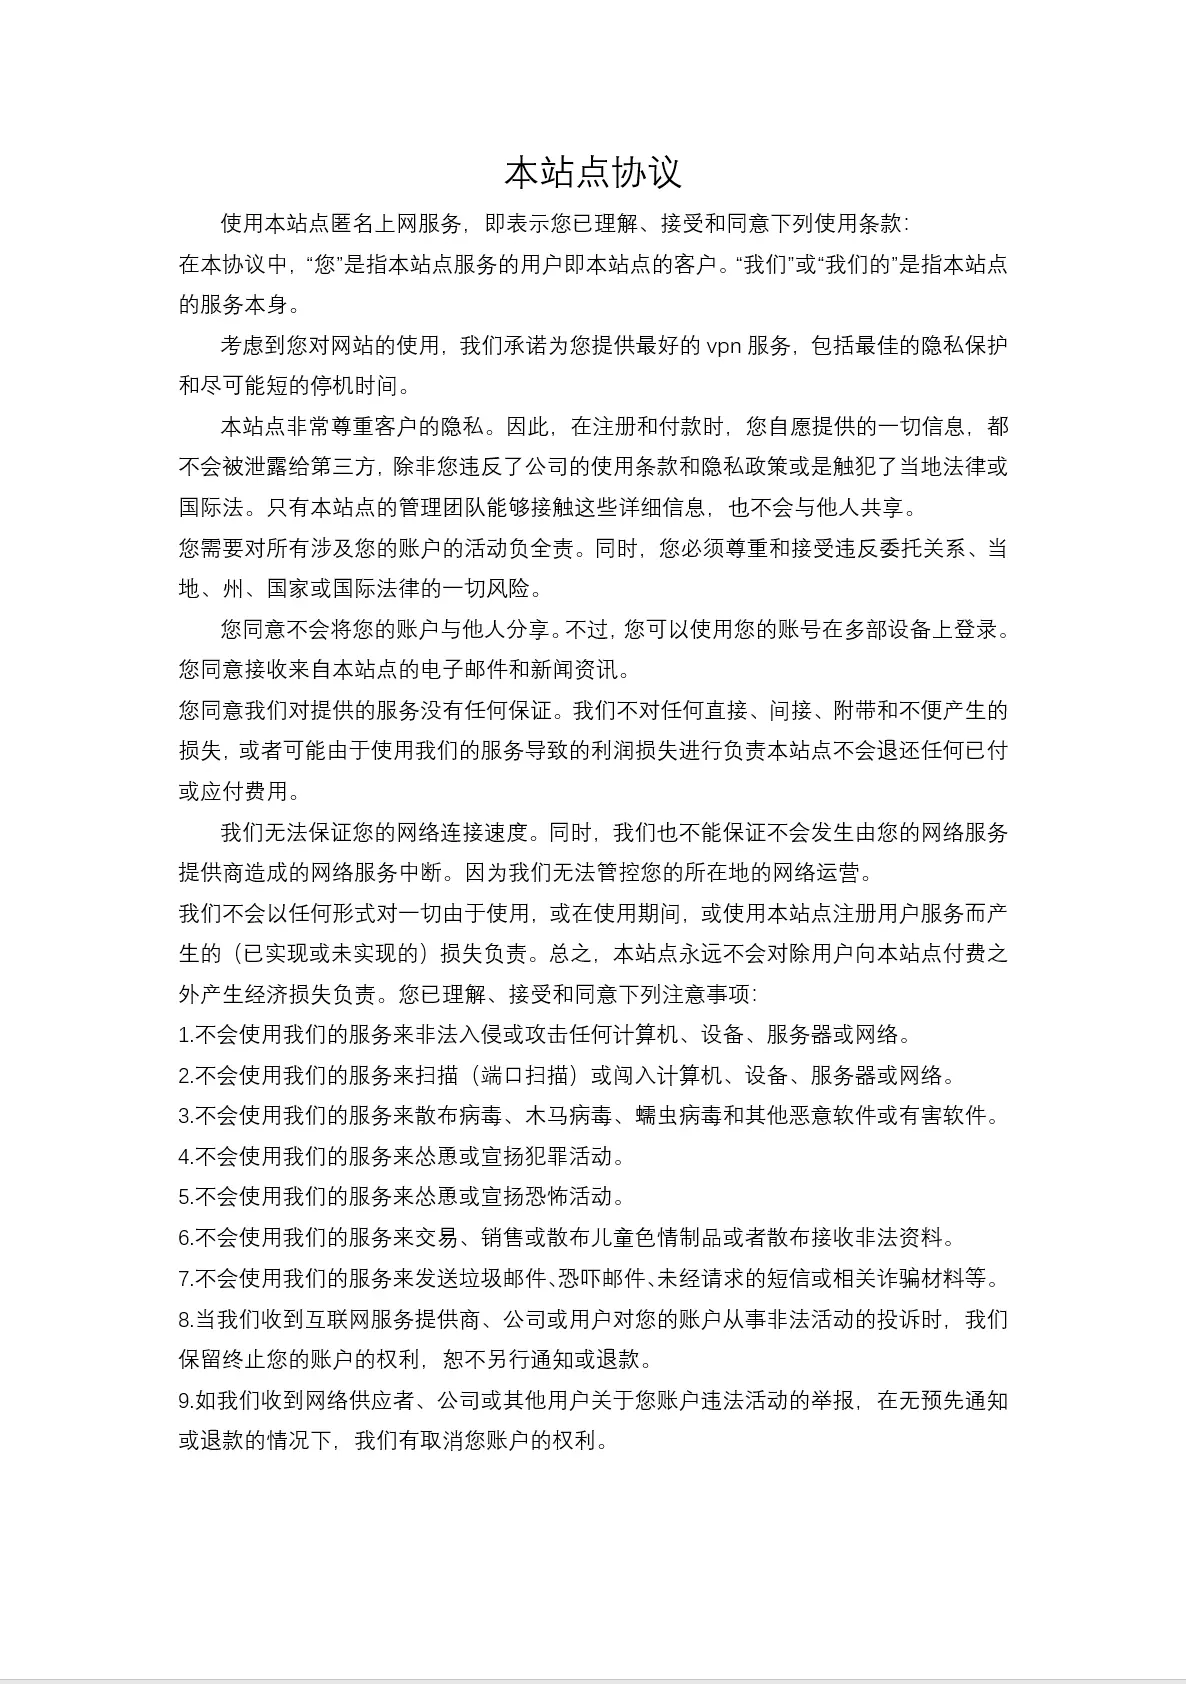 本站点协议
使用本站点匿名上网服务，即表示您已理解、接受和同意下列使用条款：
在本协议中，“您”是指本站点服务的用户即本站点的客户。“我们”或“我们的”是指本站点
的服务本身。
考虑到您对网站的使用，我们承诺为您提供最好的 vpn 服务，包括最佳的隐私保护
和尽可能短的停机时间。
本站点非常尊重客户的隐私。因此，在注册和付款时，您自愿提供的一切信息，都
不会被泄露给第三方，除非您违反了公司的使用条款和隐私政策或是触犯了当地法律或
国际法。只有本站点的管理团队能够接触这些详细信息，也不会与他人共享。
您需要对所有涉及您的账户的活动负全责。同时，您必须尊重和接受违反委托关系、当
地、州、国家或国际法律的一切风险。
您同意不会将您的账户与他人分享。不过，您可以使用您的账号在多部设备上登录。
您同意接收来自本站点的电子邮件和新闻资讯。
您同意我们对提供的服务没有任何保证。我们不对任何直接、间接、附带和不便产生的
损失，或者可能由于使用我们的服务导致的利润损失进行负责本站点不会退还任何已付
或应付费用。
我们无法保证您的网络连接速度。同时，我们也不能保证不会发生由您的网络服务
提供商造成的网络服务中断。因为我们无法管控您的所在地的网络运营。
我们不会以任何形式对一切由于使用，或在使用期间，或使用本站点注册用户服务而产
生的（已实现或未实现的）损失负责。总之，本站点永远不会对除用户向本站点付费之
外产生经济损失负责。您已理解、接受和同意下列注意事项：
1.不会使用我们的服务来非法入侵或攻击任何计算机、设备、服务器或网络。
2.不会使用我们的服务来扫描（端口扫描）或闯入计算机、设备、服务器或网络。
3.不会使用我们的服务来散布病毒、木马病毒、蠕虫病毒和其他恶意软件或有害软件。
4.不会使用我们的服务来怂恿或宣扬犯罪活动。
5.不会使用我们的服务来怂恿或宣扬恐怖活动。
6.不会使用我们的服务来交易、销售或散布儿童色情制品或者散布接收非法资料。
7.不会使用我们的服务来发送垃圾邮件、恐吓邮件、未经请求的短信或相关诈骗材料等。
8.当我们收到互联网服务提供商、公司或用户对您的账户从事非法活动的投诉时，我们
保留终止您的账户的权利，恕不另行通知或退款。
9.如我们收到网络供应者、公司或其他用户关于您账户违法活动的举报，在无预先通知
或退款的情况下，我们有取消您账户的权利。